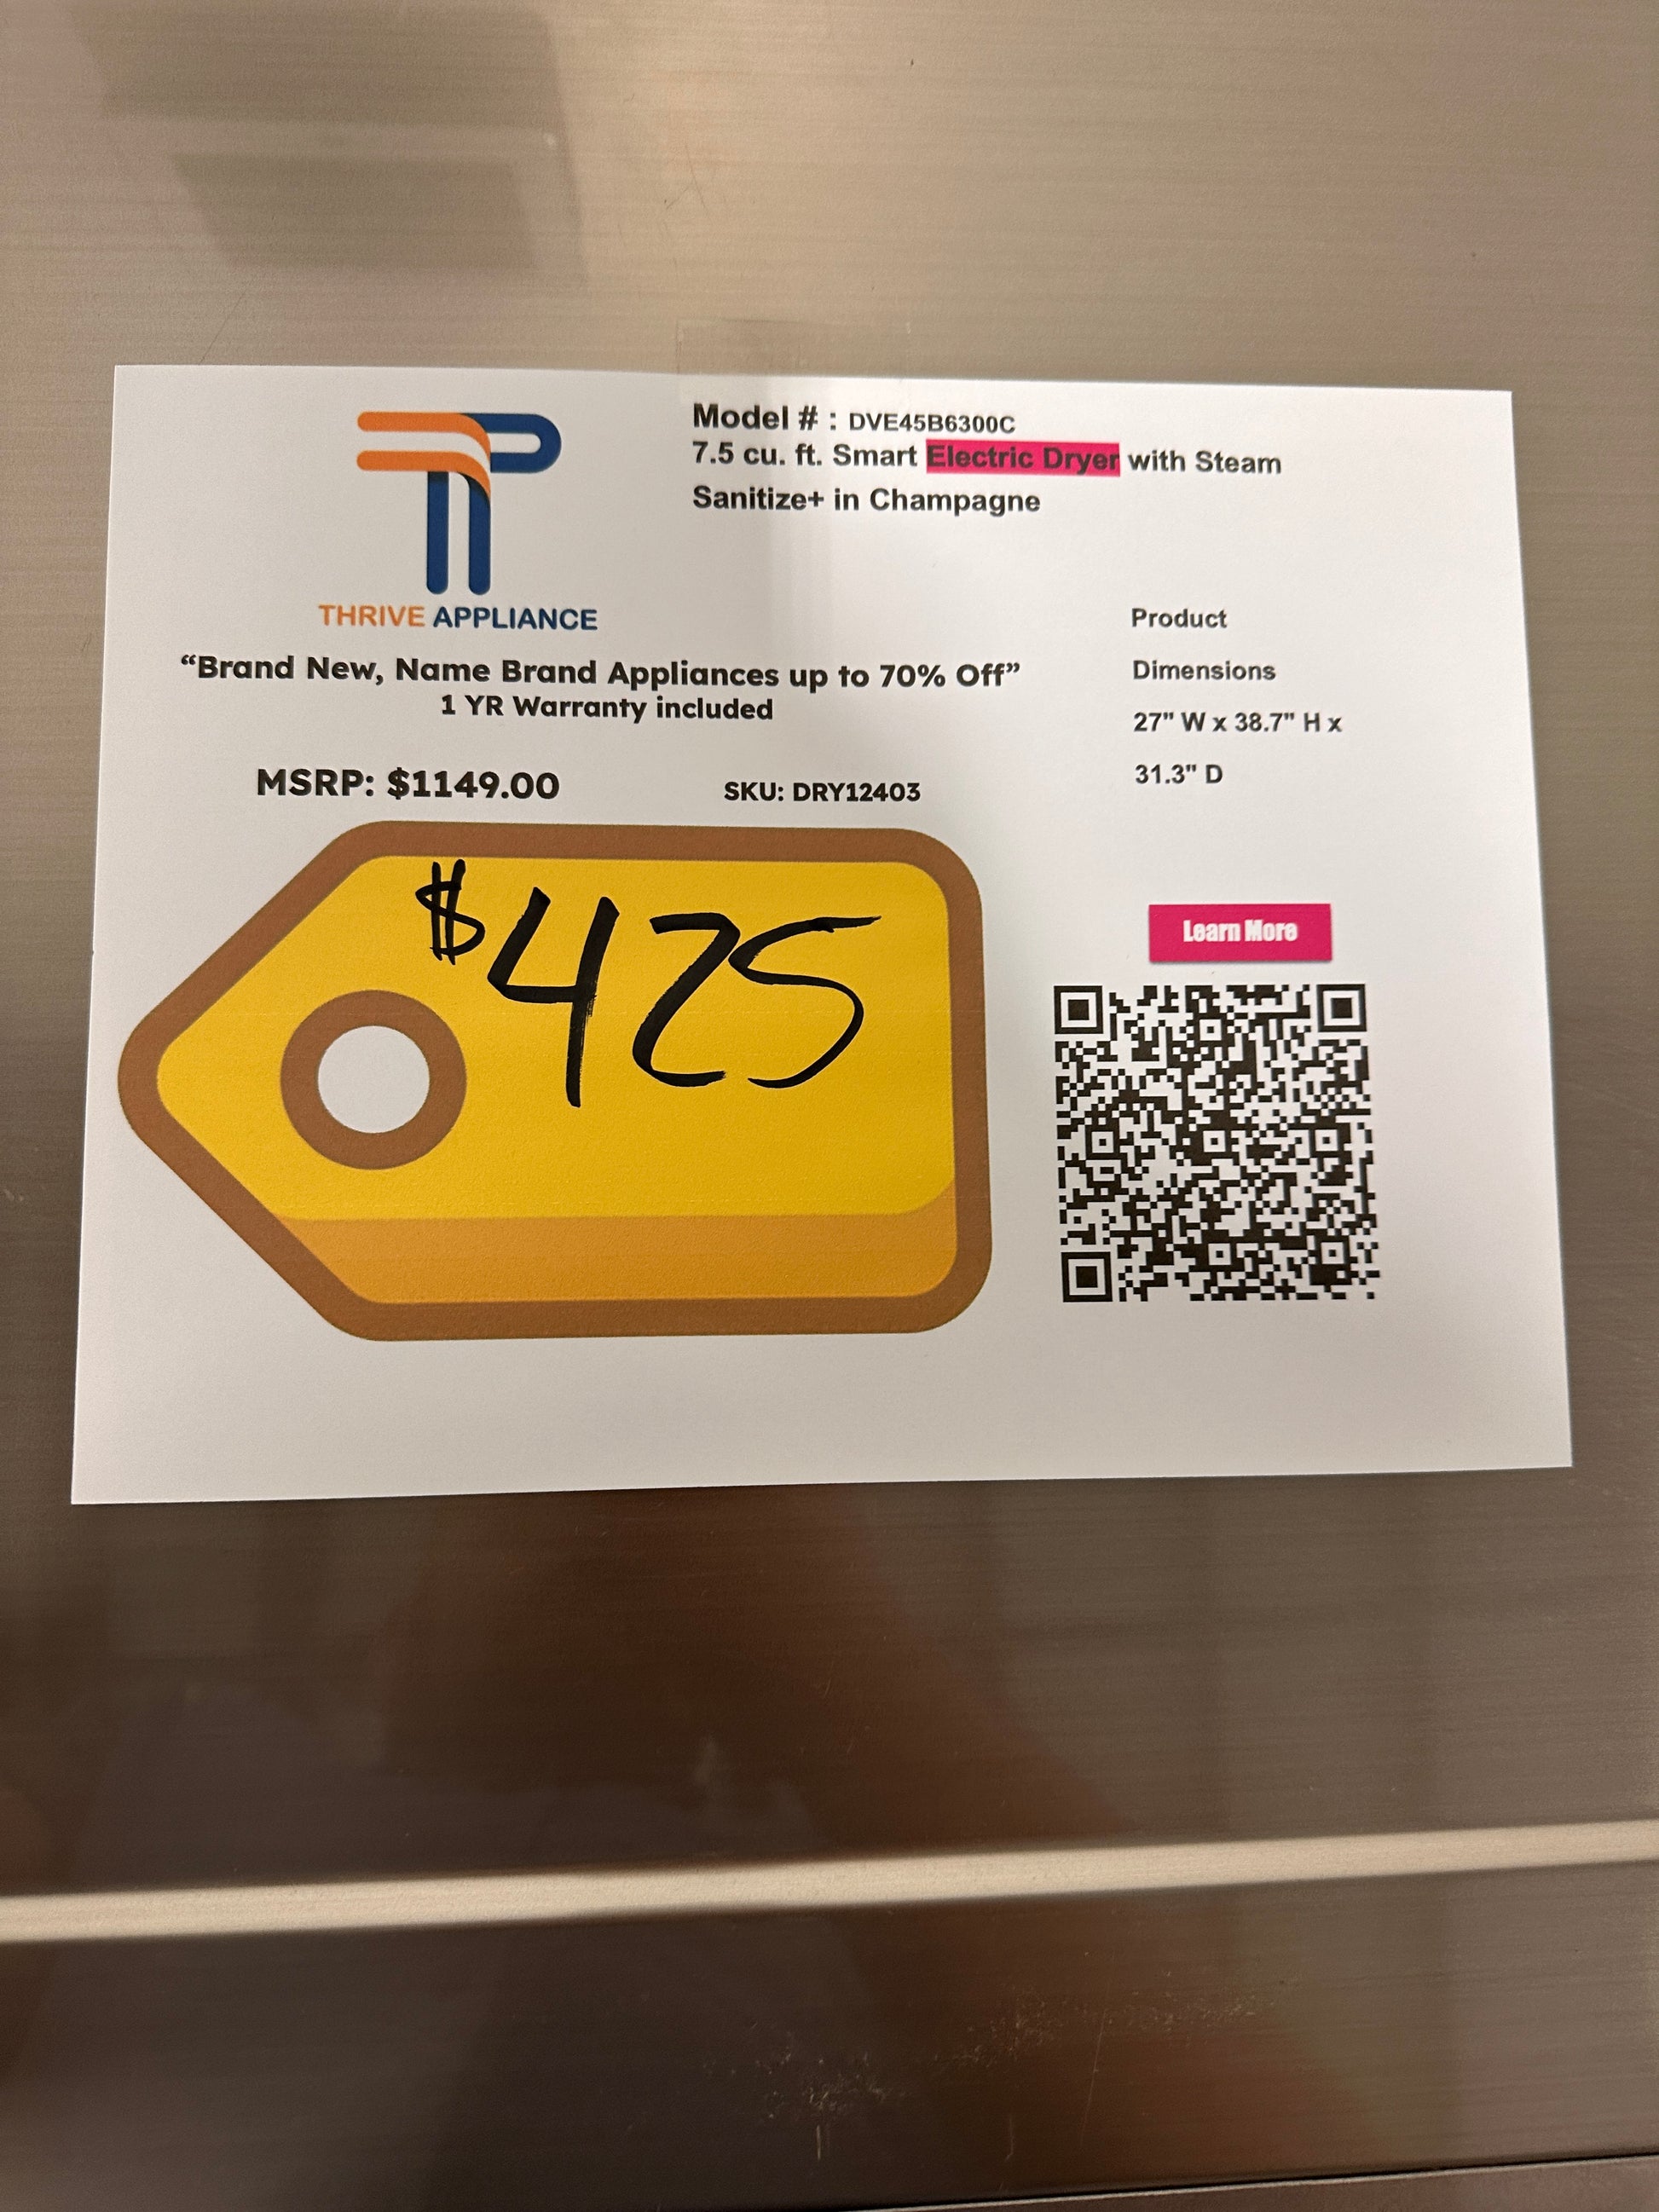 Model # : DVE45B6300C
7.5 cu. ft. Smart Electric Dryer with Steam
Sanitize+ in Champagne
THRIVE APPLIANCE
“Brand New, Name Brand Appliances up to 70% Off”
1 YR Warranty included
MSRP: $1149.00
SKU: DRY12403
Product
Dimensions
27" W x 38.7" H x
31.3" D
$425
Learn More